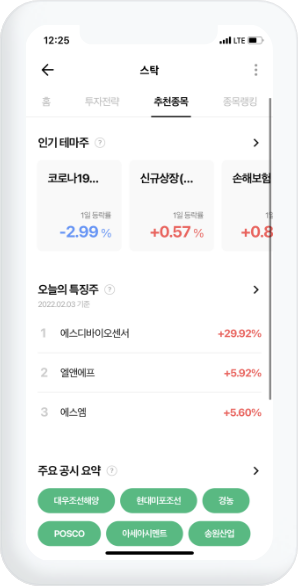 12:25 LTE
스탁
홈 투자전략 추천종목 종목랭킹
인기 테마주 ?
코로나19... 신규상장(... 손해보험
1일 등락률 1일 등락률 1일
-2.99 % +0.57 % +0.8
오늘의 특징주 ?
2022.02.03 기준
1 에스디바이오센서 +29.92%
2 엘앤에프 +5.92%
3 에스엠 +5.60%
주요 공시 요약 ?
대우조선해양 현대미포조선 경농
POSCO 아세아시멘트 송원산업